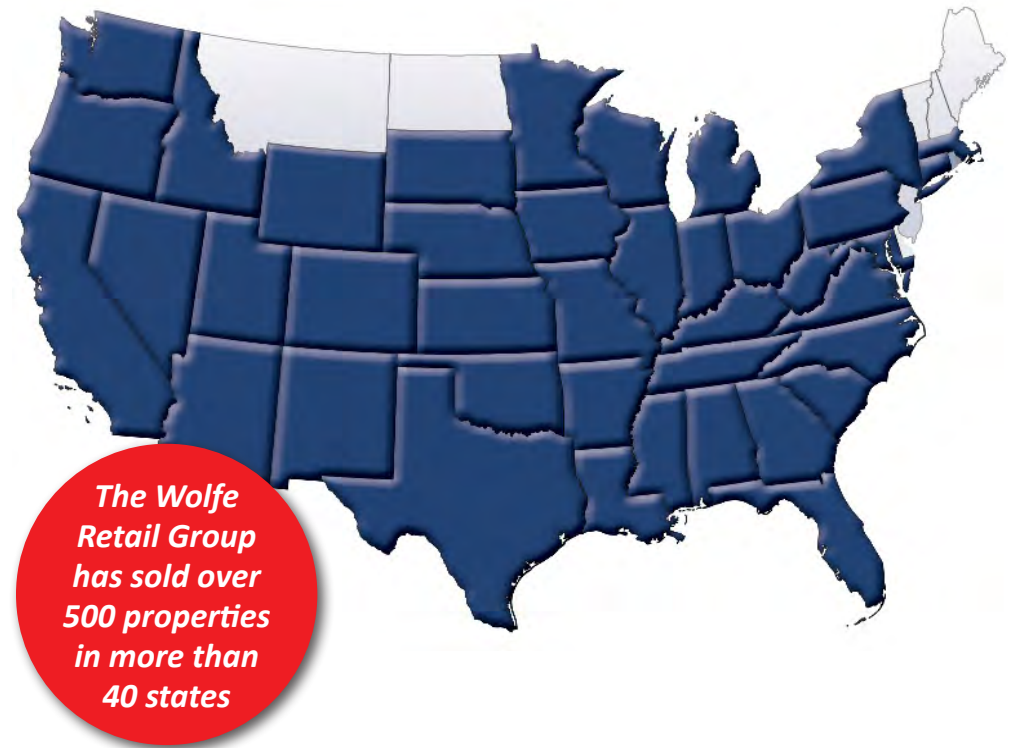 The Wolfe
Retail Group
has sold over
500 properties
in more than
40 states